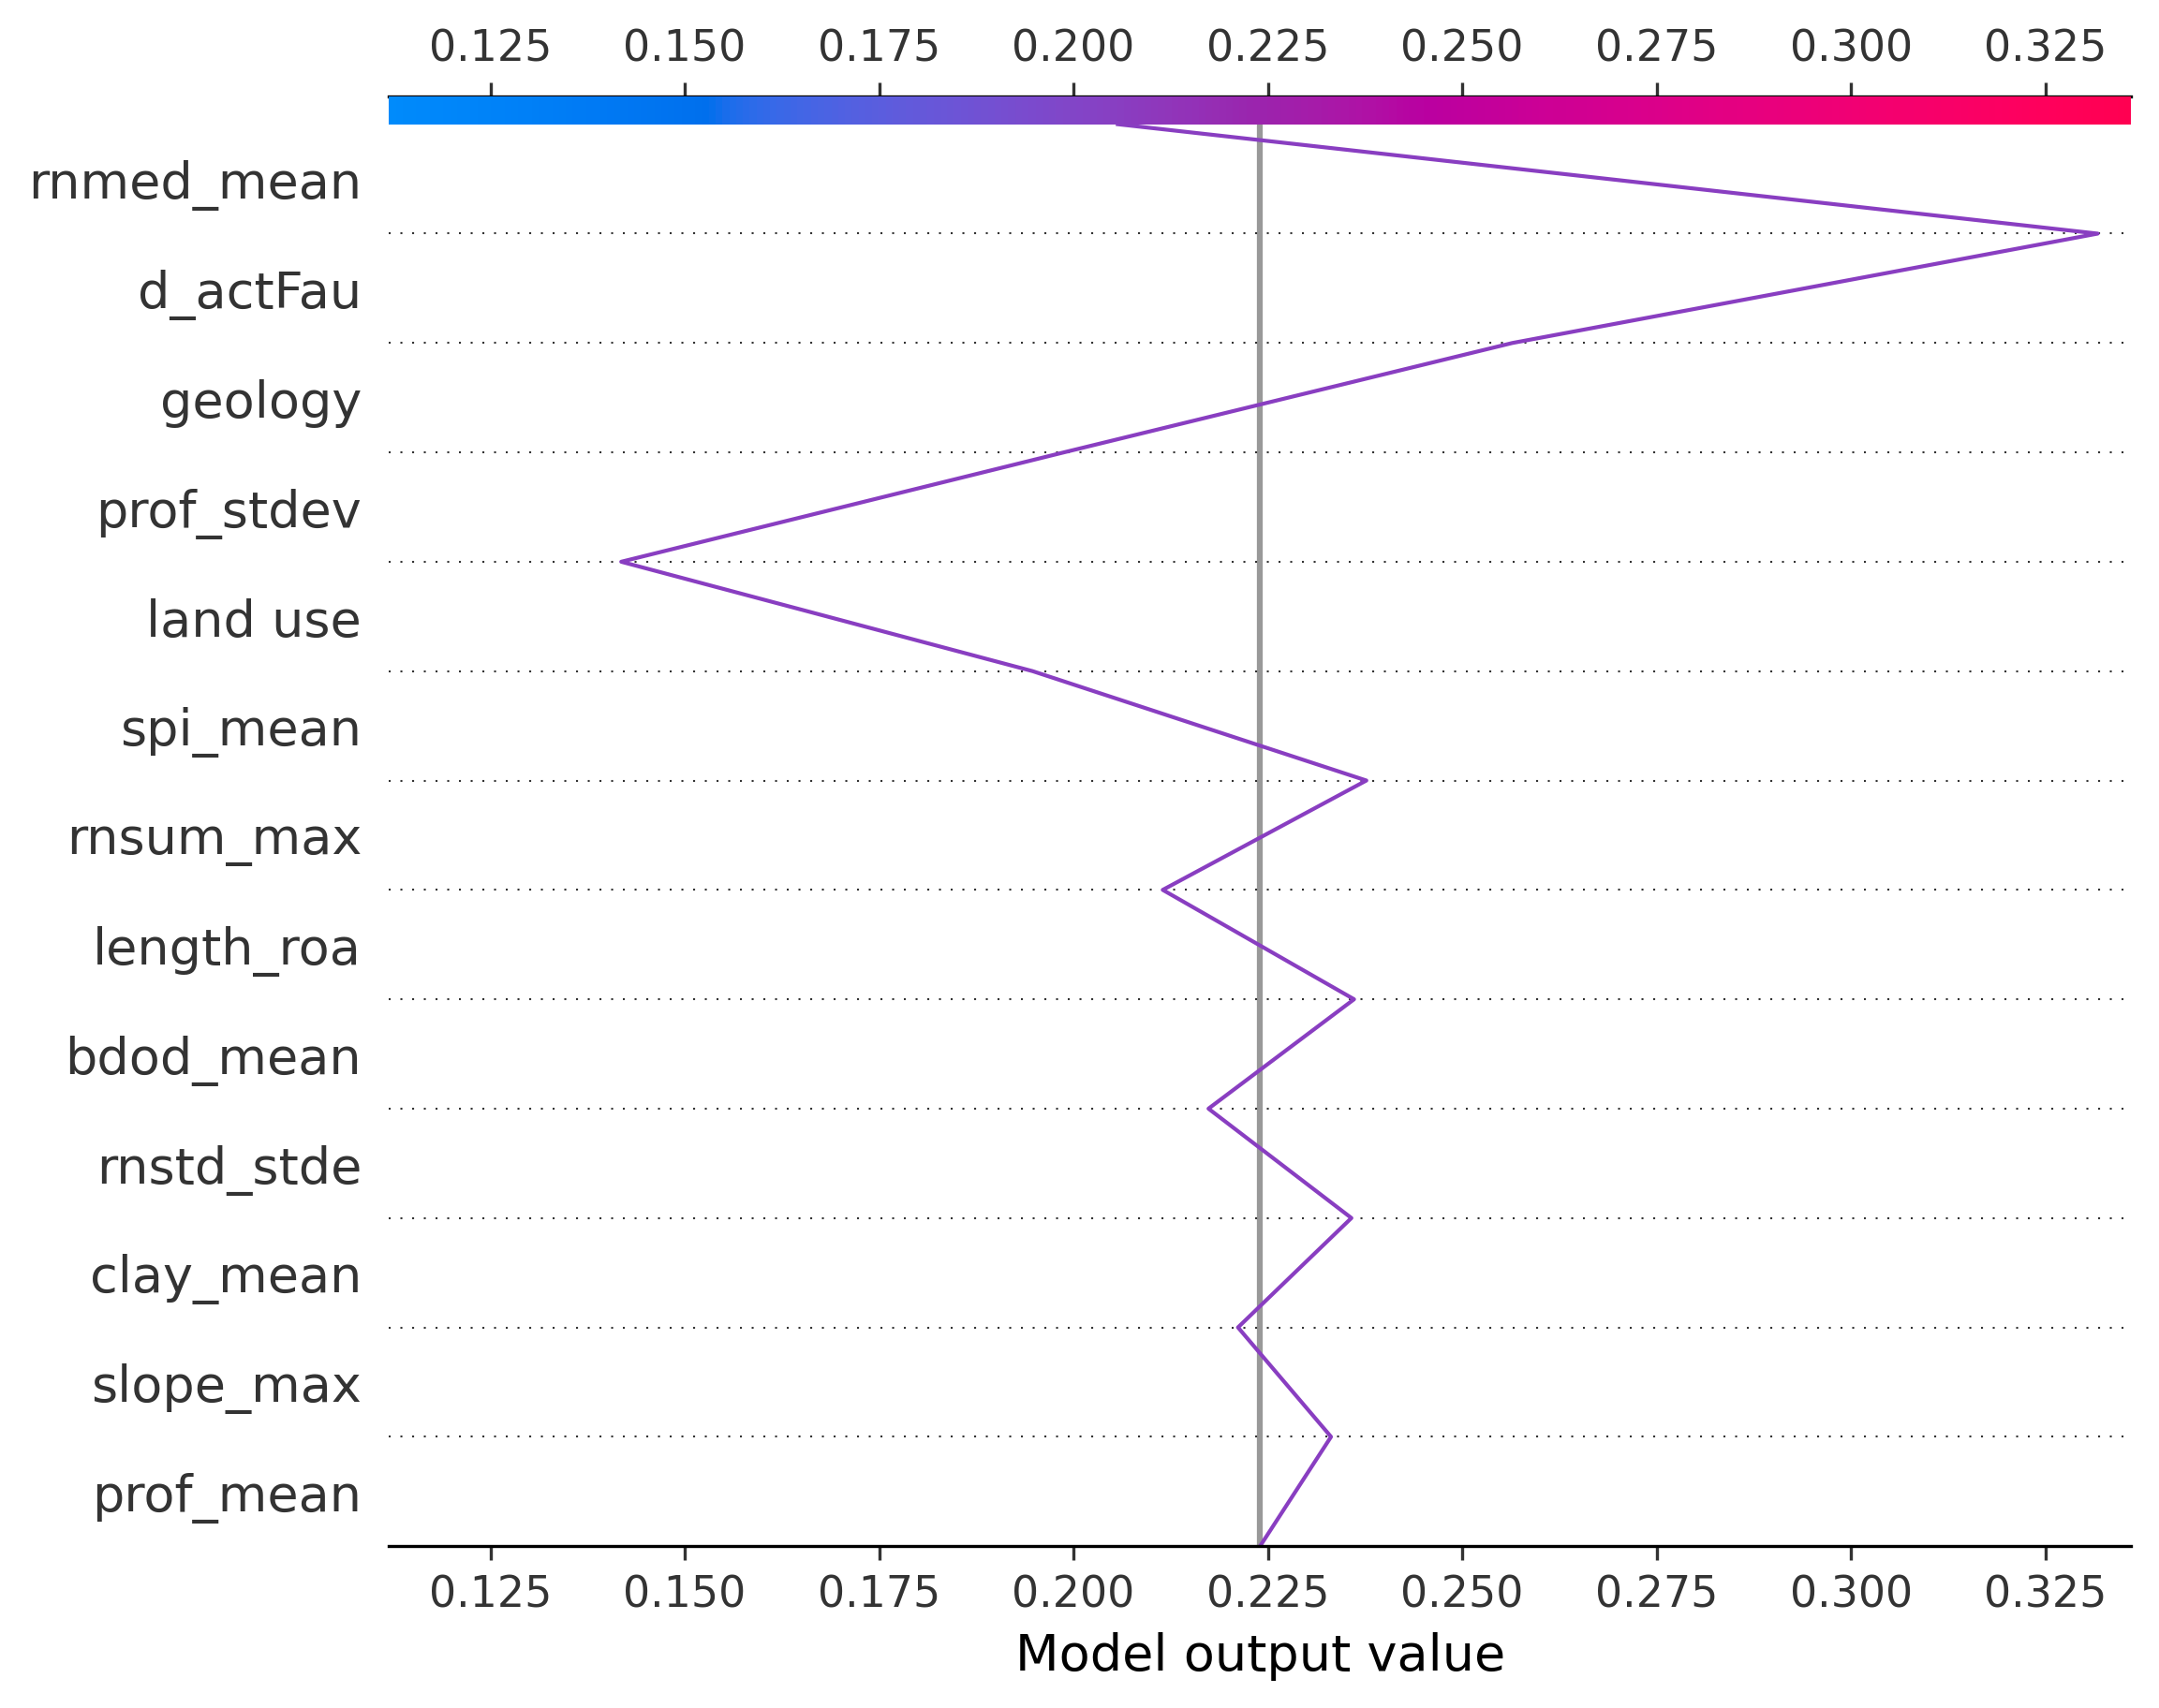 0.125 0.150 0.175 0.200 0.225 0.250 0.275 0.300 0.325
rnmed_mean
d_actFau
geology
prof_stdev
land use
spi_mean
rnsum_max
length_roa
bdod_mean
rnstd_stde
clay_mean
slope_max
prof_mean
0.125 0.150 0.175 0.200 0.225 0.250 0.275 0.300 0.325
Model output value